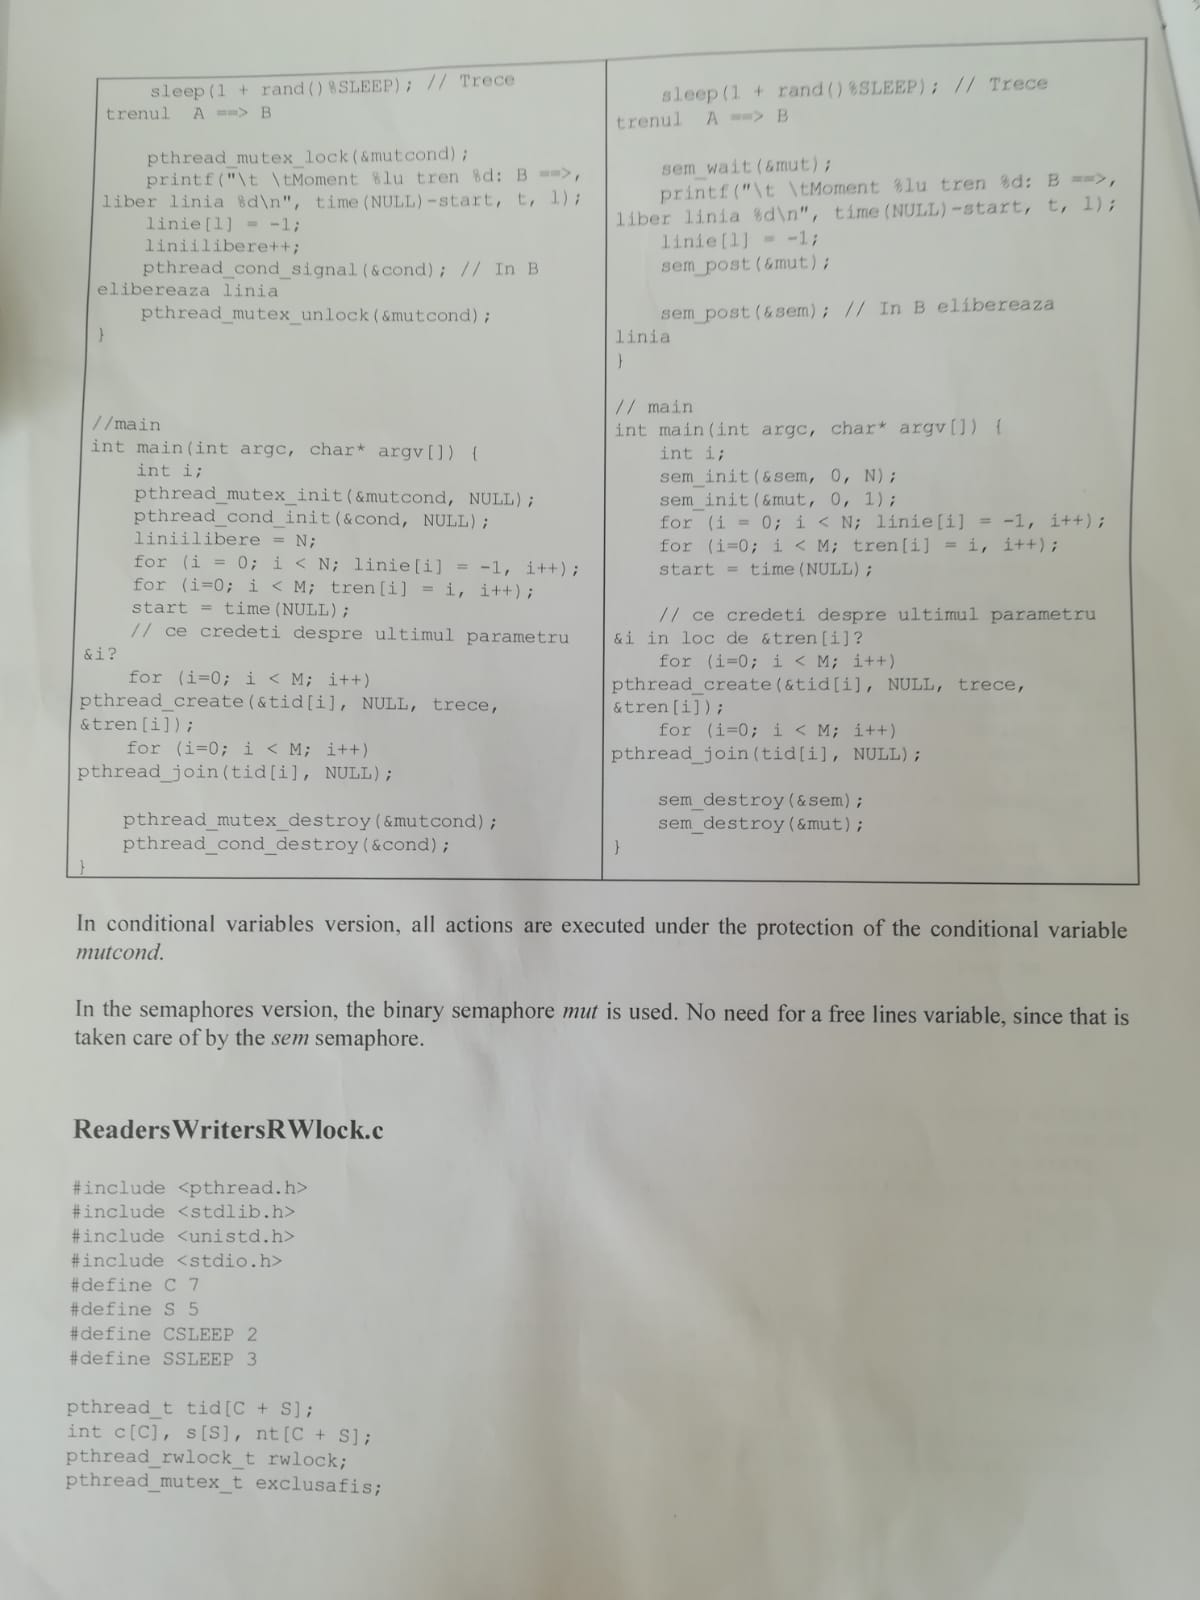 sleep(1 + rand()%SLEEP); // Trece
trenul  A ==> B
pthread_mutex_lock(&mutcond);
printf("\t \tMoment %lu tren %d: B ==>,
liber linia %d\n", time(NULL)-start, t, l);
linie[l] = -1;
liniilibere++;
pthread_cond_signal(&cond); // In B
elibereaza linia
pthread_mutex_unlock(&mutcond);
}
//main
int main(int argc, char* argv[]) {
int i;
pthread_mutex_init(&mutcond, NULL);
pthread_cond_init(&cond, NULL);
liniilibere = N;
for (i = 0; i < N; linie[i] = -1, i++);
for (i=0; i < M; tren[i] = i, i++);
start = time(NULL);
// ce credeti despre ultimul parametru
&i?
for (i=0; i < M; i++)
pthread_create(&tid[i], NULL, trece,
&tren[i]);
for (i=0; i < M; i++)
pthread_join(tid[i], NULL);
pthread_mutex_destroy(&mutcond);
pthread_cond_destroy(&cond);
}
sleep(1 + rand()%SLEEP); // Trece
trenul  A ==> B
sem_wait(&mut);
printf("\t \tMoment %lu tren %d: B ==>,
liber linia %d\n", time(NULL)-start, t, l);
linie[l] = -1;
sem_post(&mut);
sem_post(&sem); // In B elibereaza
linia
}
// main
int main(int argc, char* argv[]) {
int i;
sem_init(&sem, 0, N);
sem_init(&mut, 0, 1);
for (i = 0; i < N; linie[i] = -1, i++);
for (i=0; i < M; tren[i] = i, i++);
start = time(NULL);
// ce credeti despre ultimul parametru
&i in loc de &tren[i]?
for (i=0; i < M; i++)
pthread_create(&tid[i], NULL, trece,
&tren[i]);
for (i=0; i < M; i++)
pthread_join(tid[i], NULL);
sem_destroy(&sem);
sem_destroy(&mut);
}
In conditional variables version, all actions are executed under the protection of the conditional variable
mutcond.
In the semaphores version, the binary semaphore mut is used. No need for a free lines variable, since that is
taken care of by the sem semaphore.
ReadersWritersRWlock.c
#include <pthread.h>
#include <stdlib.h>
#include <unistd.h>
#include <stdio.h>
#define C 7
#define S 5
#define CSLEEP 2
#define SSLEEP 3
pthread_t tid[C + S];
int c[C], s[S], nt[C + S];
pthread_rwlock_t rwlock;
pthread_mutex_t exclusafis;